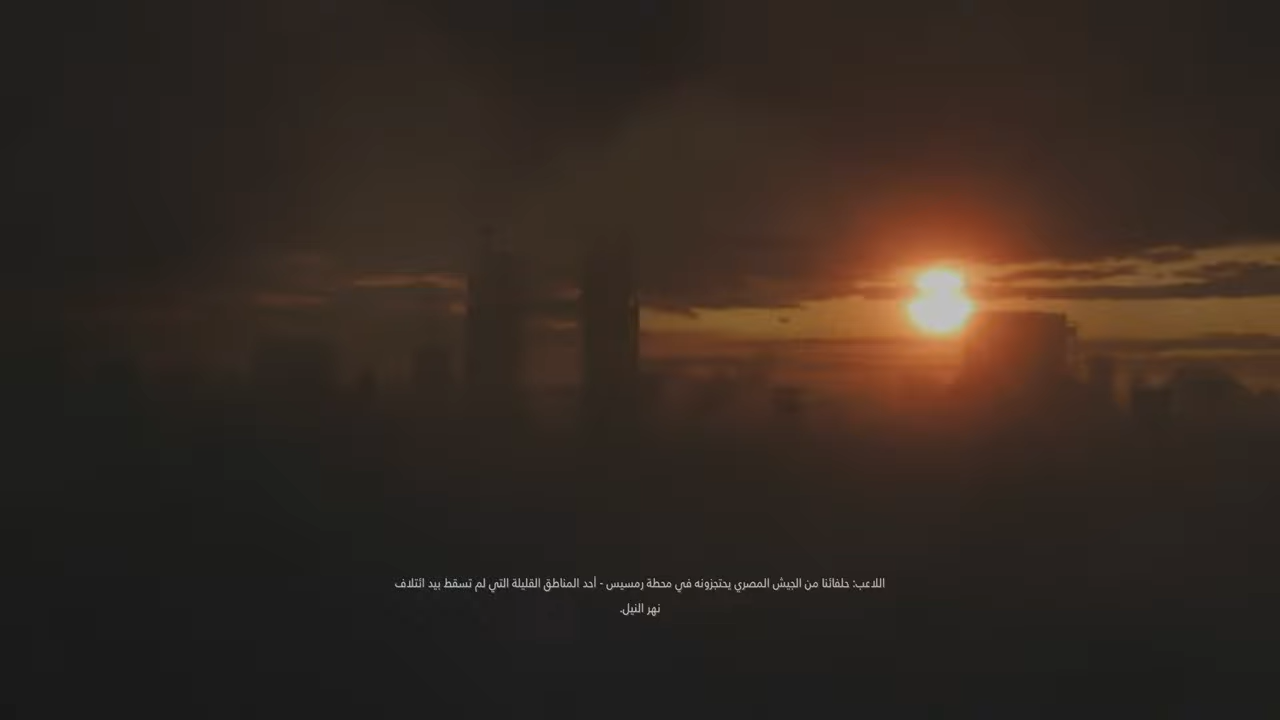 اللاعب: حلفائنا من الجيش المصري يحتجزونه في محطة رمسيس - أحد المناطق القليلة التي لم تسقط بيد ائتلاف
نهر النيل.